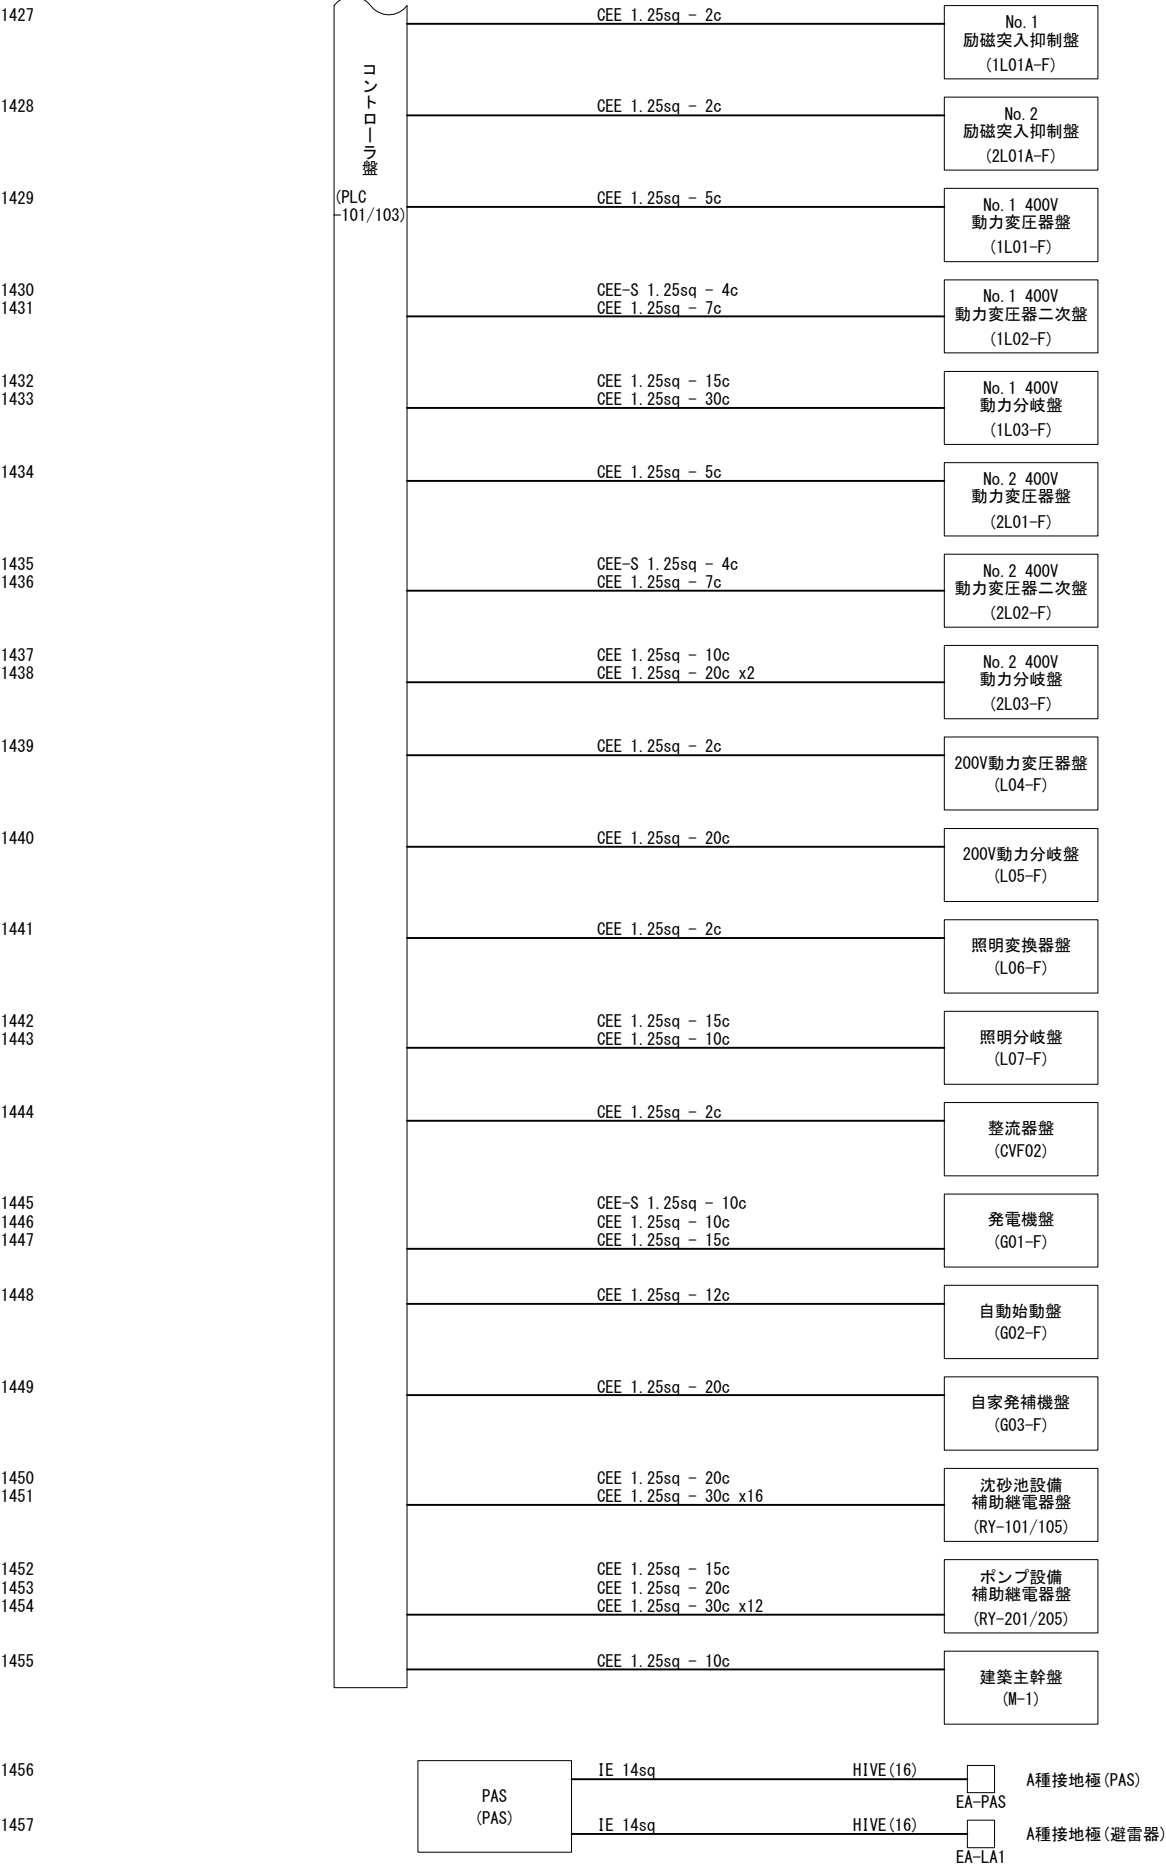 1427 CEE 1.25sq - 2c
No.1
励磁突入抑制盤
(1L01A-F)
コントローラ盤
(PLC
-101/103)
1428 CEE 1.25sq - 2c
No.2
励磁突入抑制盤
(2L01A-F)
1429 CEE 1.25sq - 5c
No.1 400V
動力変圧器盤
(1L01-F)
1430 CEE-S 1.25sq - 4c
1431 CEE 1.25sq - 7c
No.1 400V
動力変圧器二次盤
(1L02-F)
1432 CEE 1.25sq - 15c
1433 CEE 1.25sq - 30c
No.1 400V
動力分岐盤
(1L03-F)
1434 CEE 1.25sq - 5c
No.2 400V
動力変圧器盤
(2L01-F)
1435 CEE-S 1.25sq - 4c
1436 CEE 1.25sq - 7c
No.2 400V
動力変圧器二次盤
(2L02-F)
1437 CEE 1.25sq - 10c
1438 CEE 1.25sq - 20c x2
No.2 400V
動力分岐盤
(2L03-F)
1439 CEE 1.25sq - 2c
200V動力変圧器盤
(L04-F)
1440 CEE 1.25sq - 20c
200V動力分岐盤
(L05-F)
1441 CEE 1.25sq - 2c
照明変換器盤
(L06-F)
1442 CEE 1.25sq - 15c
1443 CEE 1.25sq - 10c
照明分岐盤
(L07-F)
1444 CEE 1.25sq - 2c
整流器盤
(CVF02)
1445 CEE-S 1.25sq - 10c
1446 CEE 1.25sq - 10c
1447 CEE 1.25sq - 15c
発電機盤
(G01-F)
1448 CEE 1.25sq - 12c
自動始動盤
(G02-F)
1449 CEE 1.25sq - 20c
自家発補機盤
(G03-F)
1450 CEE 1.25sq - 20c
1451 CEE 1.25sq - 30c x16
沈砂池設備
補助継電器盤
(RY-101/105)
1452 CEE 1.25sq - 15c
1453 CEE 1.25sq - 20c
1454 CEE 1.25sq - 30c x12
ポンプ設備
補助継電器盤
(RY-201/205)
1455 CEE 1.25sq - 10c
建築主幹盤
(M-1)
PAS
(PAS)
1456 IE 14sq HIVE(16)
EA-PAS
A種接地極(PAS)
1457 IE 14sq HIVE(16)
EA-LA1
A種接地極(避雷器)